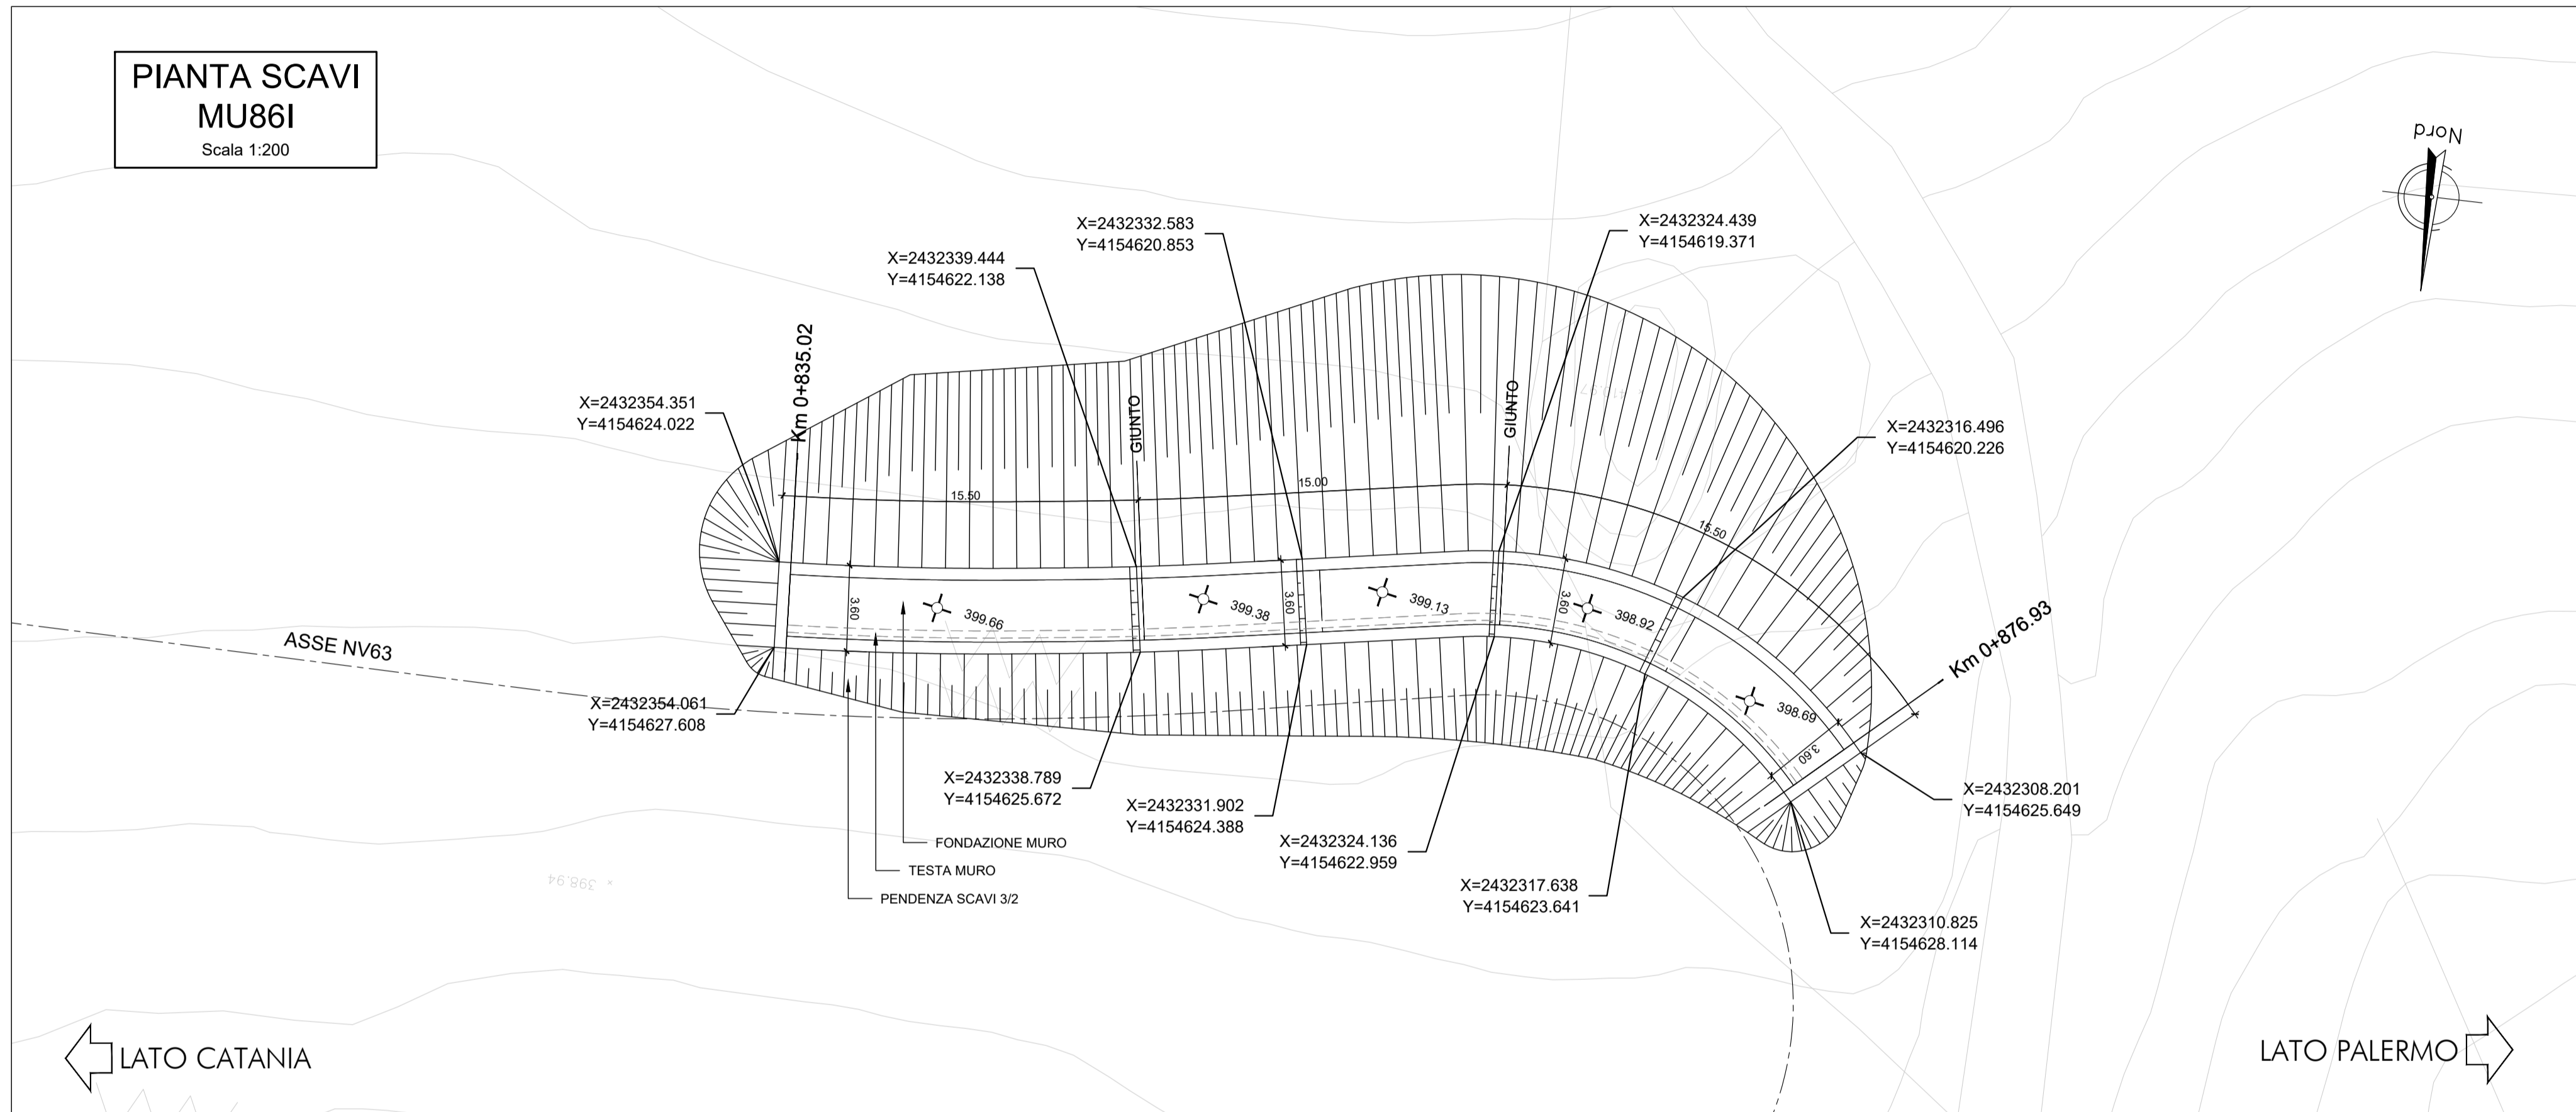 PIANTA SCAVI
MU86I
Scala 1:200
Nord
X=2432332.583
Y=4154620.853
X=2432324.439
Y=4154619.371
X=2432339.444
Y=4154622.138
Km 0+835.02
X=2432354.351
Y=4154624.022
GIUNTO
GIUNTO
X=2432316.496
Y=4154620.226
15.50
15.00
15.50
3.60
399.66
399.38
3.60
399.13
3.60
398.92
398.69
3.60
Km 0+876.93
ASSE NV63
X=2432354.061
Y=4154627.608
X=2432338.789
Y=4154625.672
X=2432331.902
Y=4154624.388
X=2432324.136
Y=4154622.959
X=2432317.638
Y=4154623.641
X=2432308.201
Y=4154625.649
X=2432310.825
Y=4154628.114
FONDAZIONE MURO
TESTA MURO
PENDENZA SCAVI 3/2
398.94
LATO CATANIA
LATO PALERMO